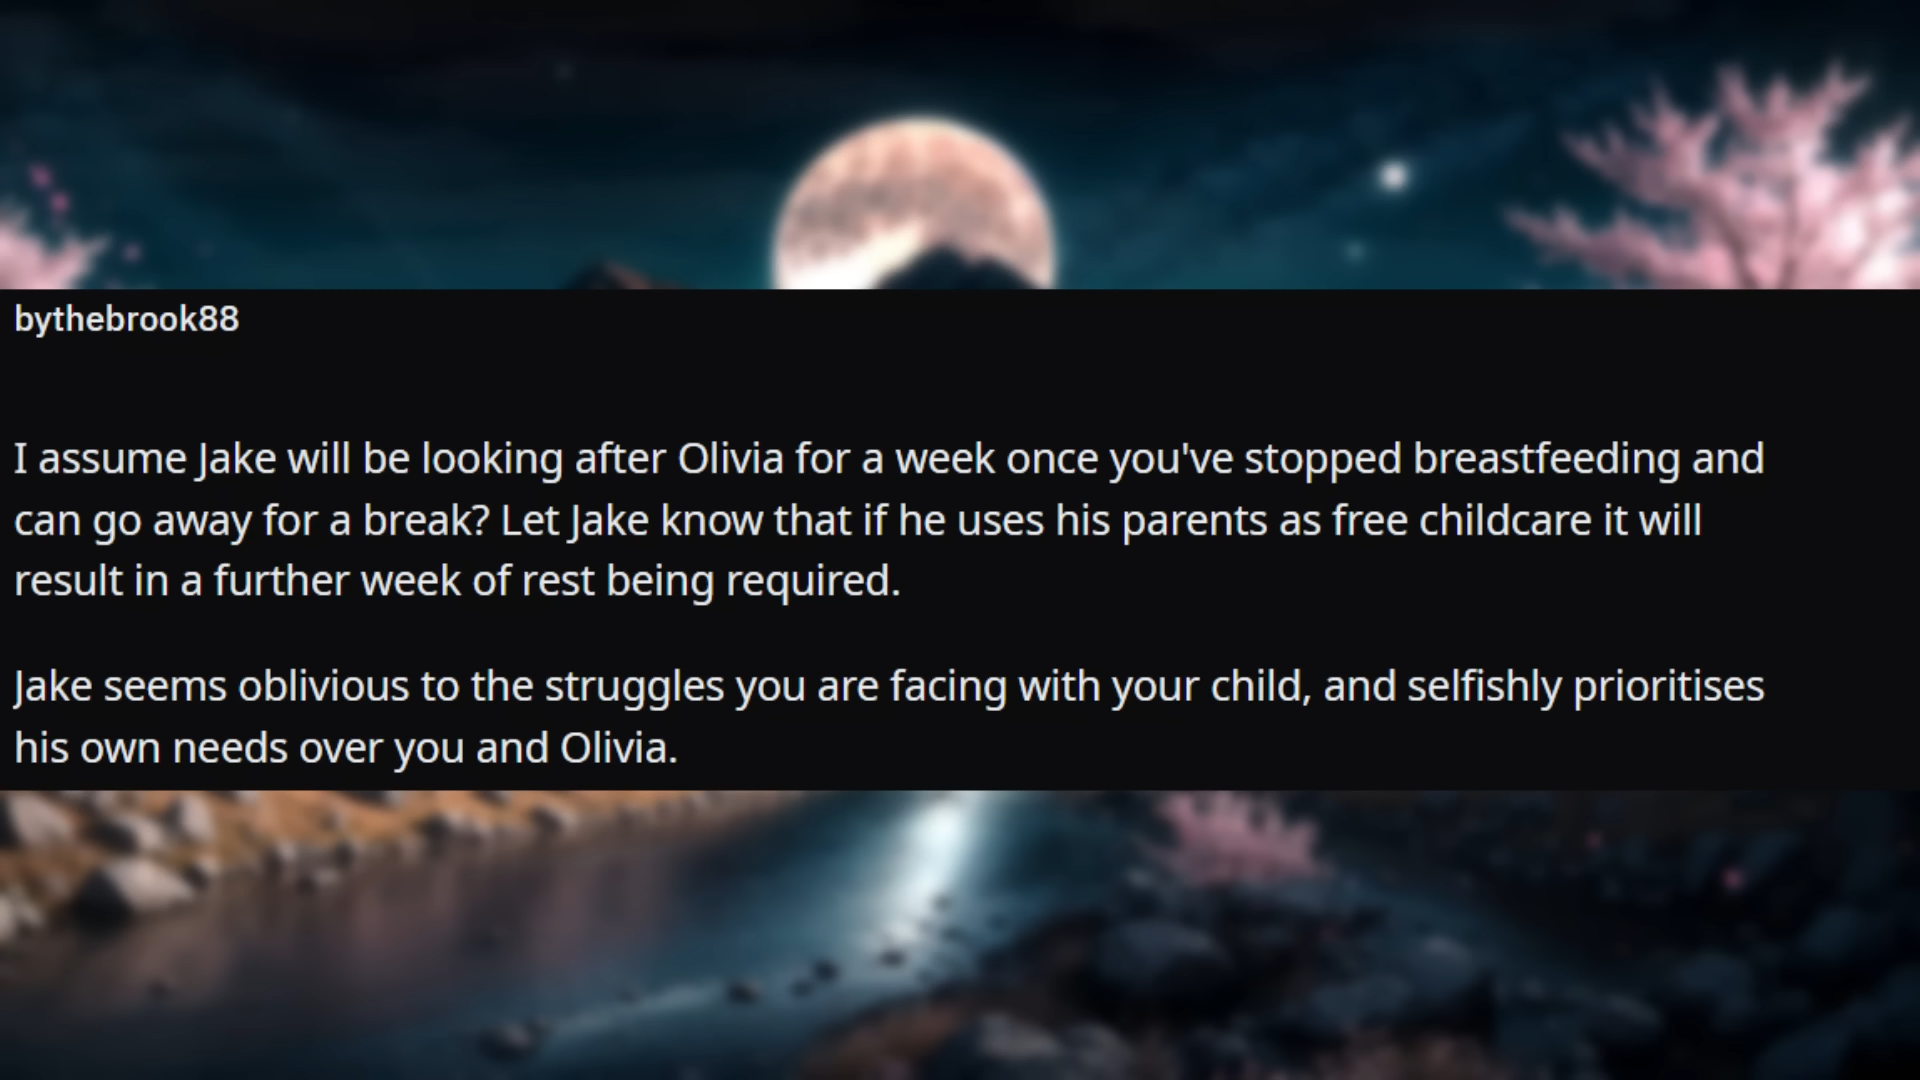 bythebrook88
I assume Jake will be looking after Olivia for a week once you've stopped breastfeeding and
can go away for a break? Let Jake know that if he uses his parents as free childcare it will
result in a further week of rest being required.
Jake seems oblivious to the struggles you are facing with your child, and selfishly prioritises
his own needs over you and Olivia.